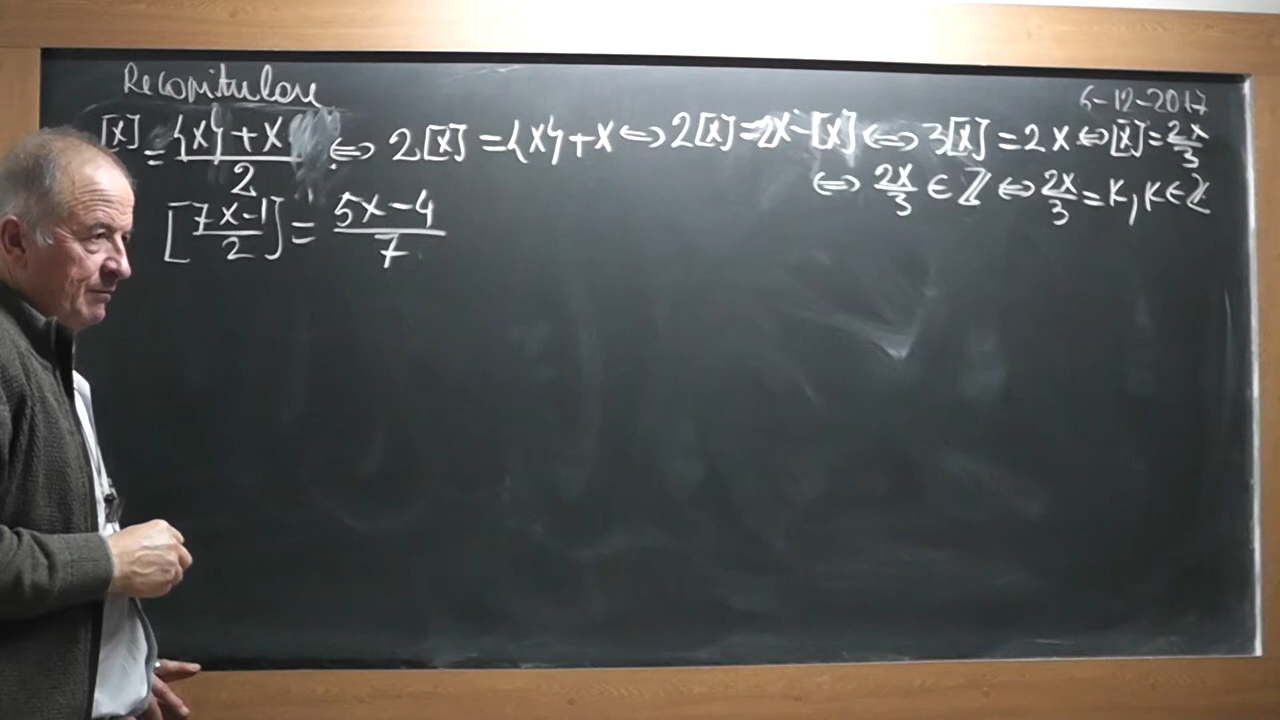 Recapitulare
6-12-2017
[x] = {x}+x / 2 ⇔ 2[x] = {x}+x ⇔ 2[x] = 2x-[x] ⇔ 3[x] = 2x ⇔ [x] = 2x/3
⇔ 2x/3 ∈ ℤ ⇔ 2x/3 = k, k∈ℤ
[7x-1/2] = 5x-4/7